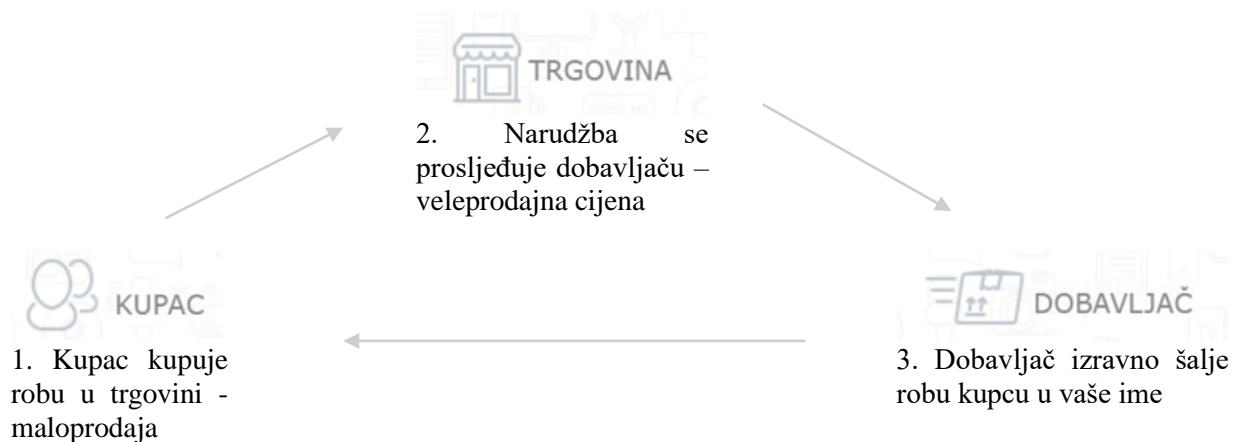 TRGOVINA
2. Narudžba se
prosljeđuje dobavljaču –
veleprodajna cijena
KUPAC
1. Kupac kupuje
robu u trgovini -
maloprodaja
DOBAVLJAČ
3. Dobavljač izravno šalje
robu kupcu u vaše ime